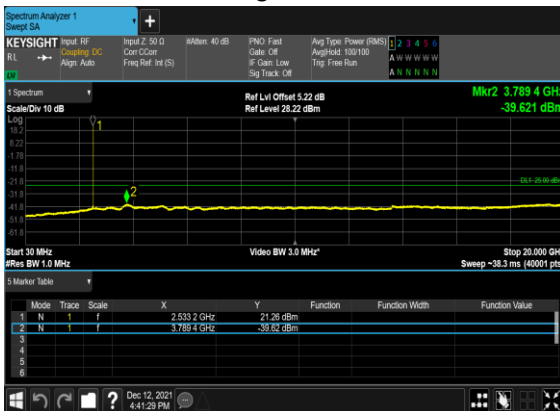 Spectrum Analyzer 1
Swept SA
+
KEYSIGHT
RL
LV
Input: RF
Coupling: DC
Align: Auto
Input Z: 50 Ω
Corr CCorr
Freq Ref: Int (S)
#Atten: 40 dB
PNO: Fast
Gate: Off
IF Gain: Low
Sig Track: Off
Avg Type: Power (RMS)
Avg|Hold: 100/100
Trig: Free Run
1 2 3 4 5 6
A W W W W W
A N N N N N
1 Spectrum
Scale/Div 10 dB
Ref Lvl Offset 5.22 dB
Ref Level 28.22 dBm
Mkr2 3.789 4 GHz
-39.621 dBm
Log
18.2
8.22
-1.78
-11.8
-21.8
-31.8
-41.8
-51.8
-61.8
1
2
DL1 -25.00 dBm
Start 30 MHz
#Res BW 1.0 MHz
Video BW 3.0 MHz*
Stop 20.000 GH
Sweep ~38.3 ms (40001 pts
5 Marker Table
Mode Trace Scale X Y Function Function Width Function Value
1 N 1 f 2.533 2 GHz 21.26 dBm
2 N 1 f 3.789 4 GHz -39.62 dBm
3
4
5
6
?
Dec 12, 2021
4:41:29 PM